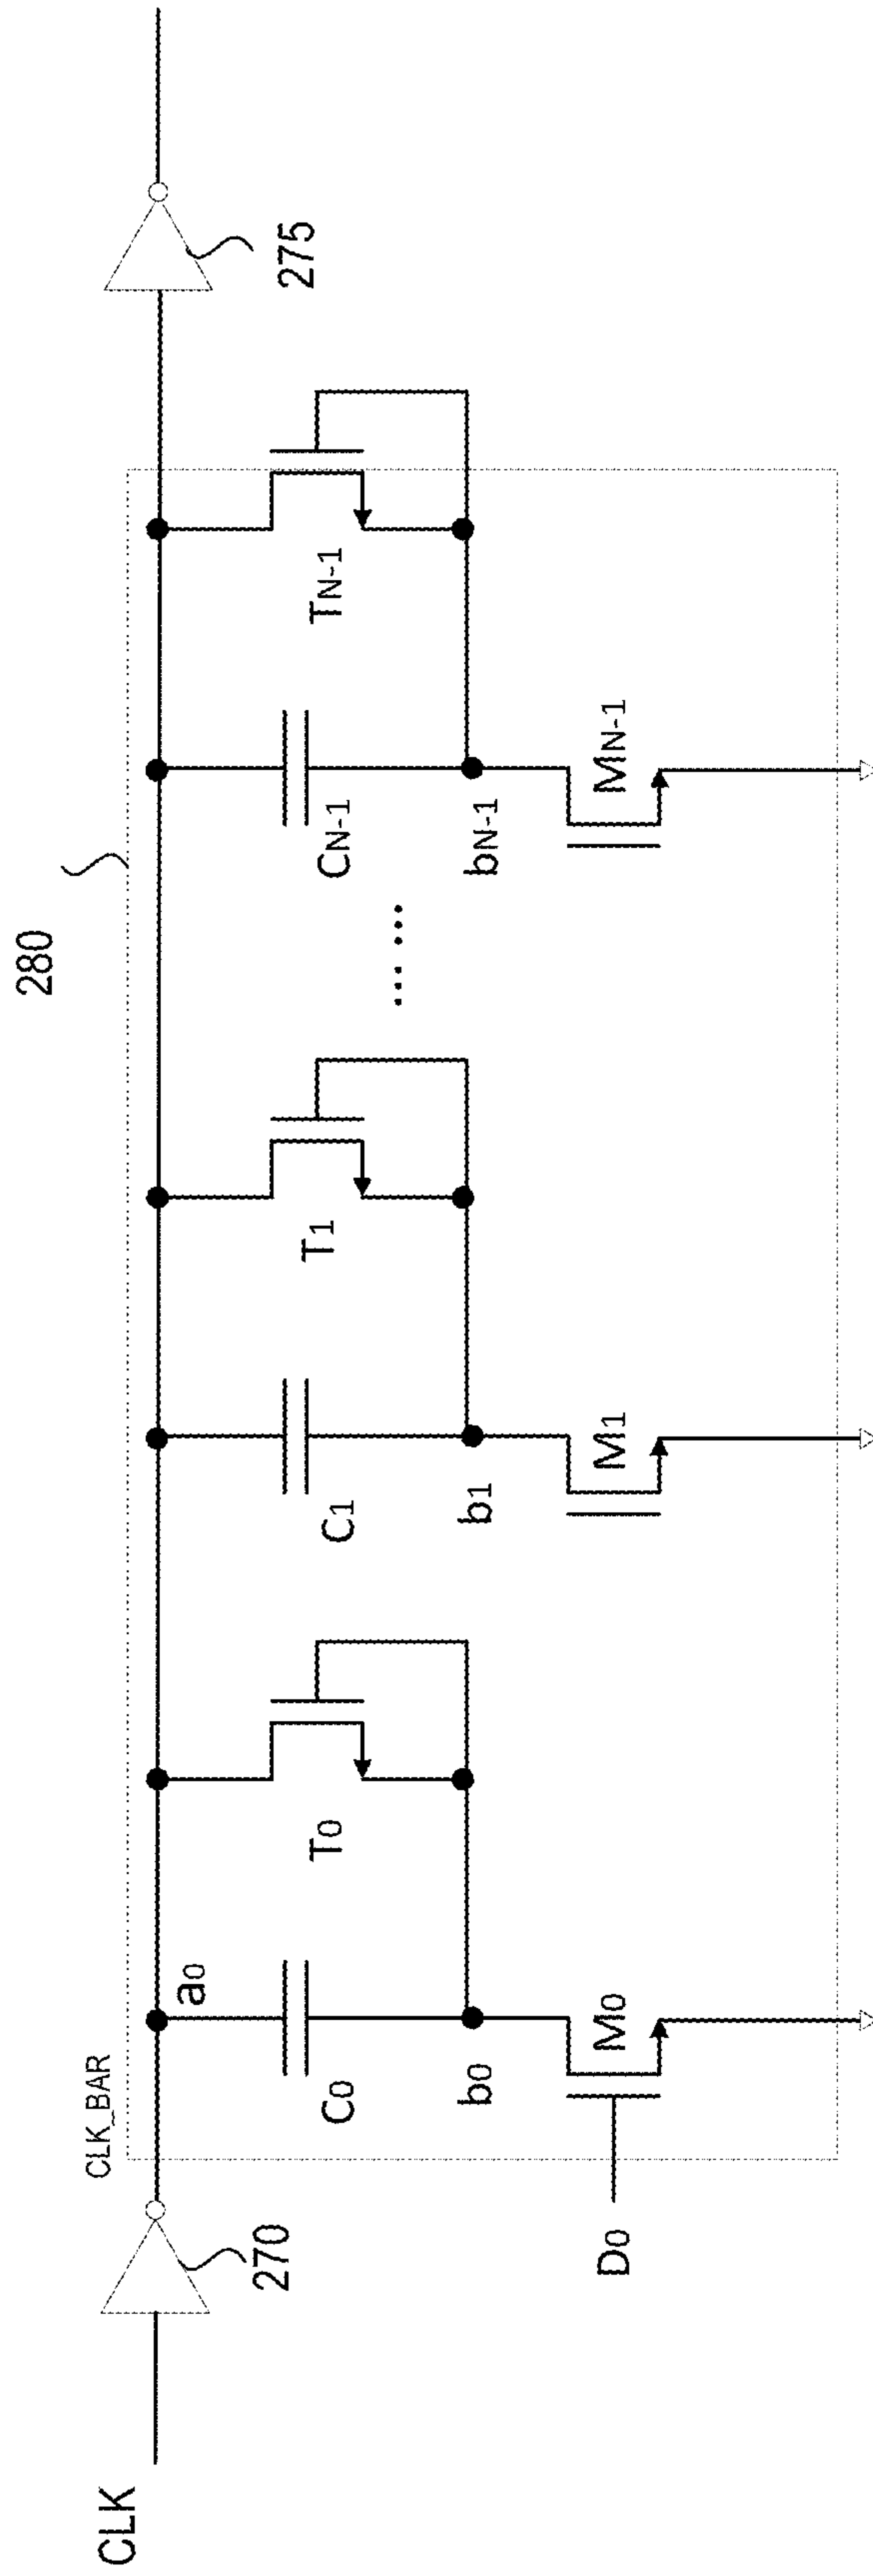 280
CLK_BAR
CLK
270
275
a0
C0
T0
C1
T1
... ...
CN-1
TN-1
b0
b1
bN-1
D0
M0
M1
MN-1